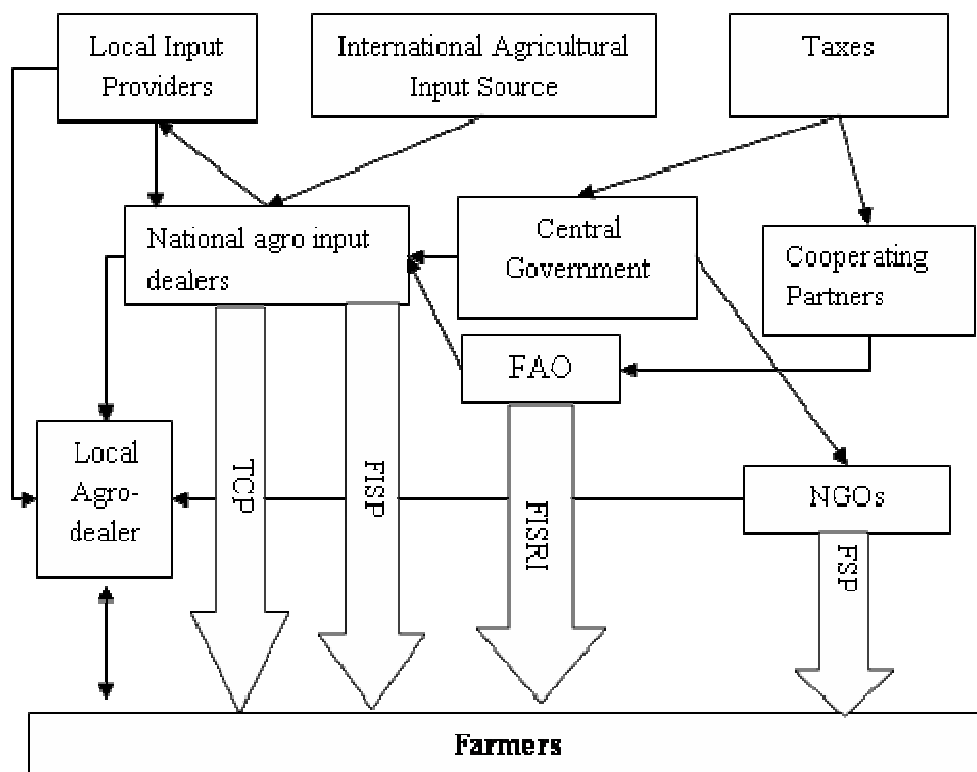 Local Input
Providers
International Agricultural
Input Source
Taxes
National agro input
dealers
Central
Government
Cooperating
Partners
FAO
Local
Agro-
dealer
TCP
FISP
FISRI
NGOs
FSP
Farmers